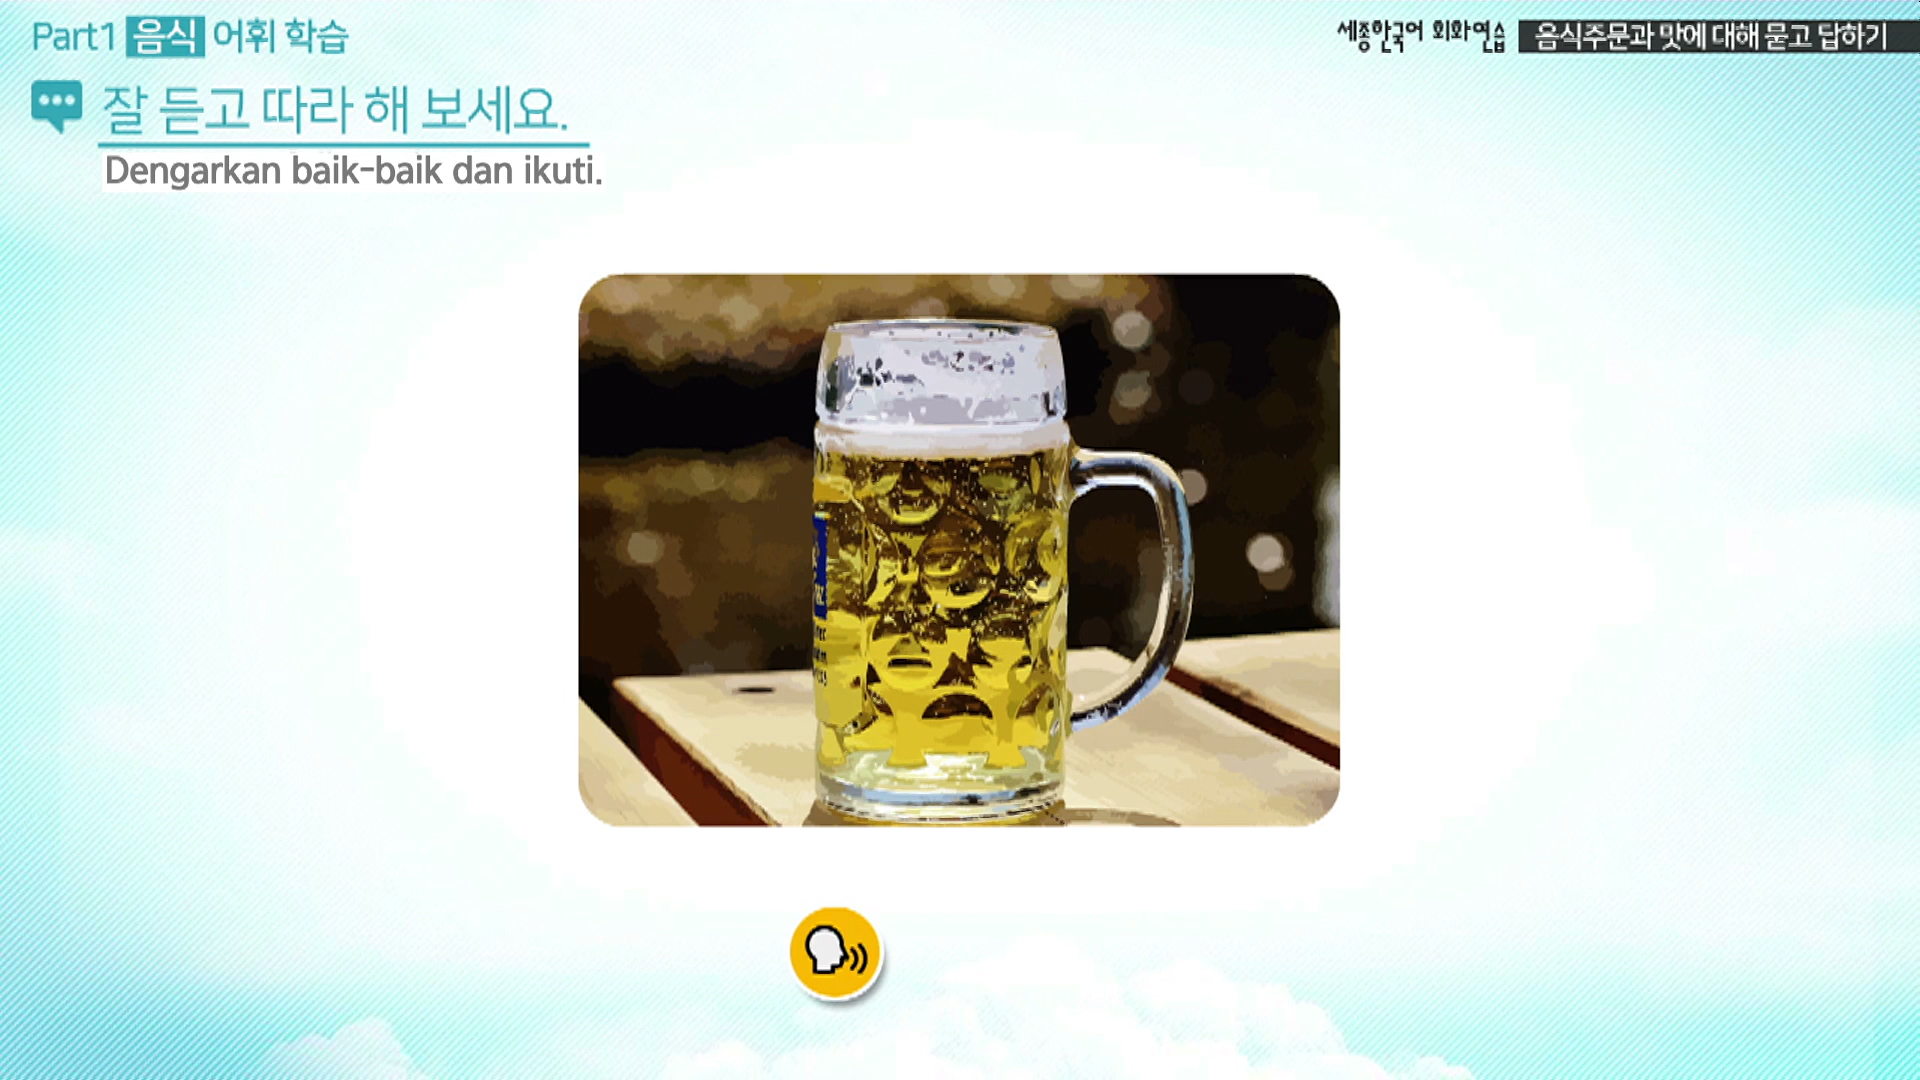 Part1 음식 어휘 학습
세종한국어 회화연습 음식주문과 맛에 대해 묻고 답하기
잘 듣고 따라 해 보세요.
Dengarkan baik-baik dan ikuti.